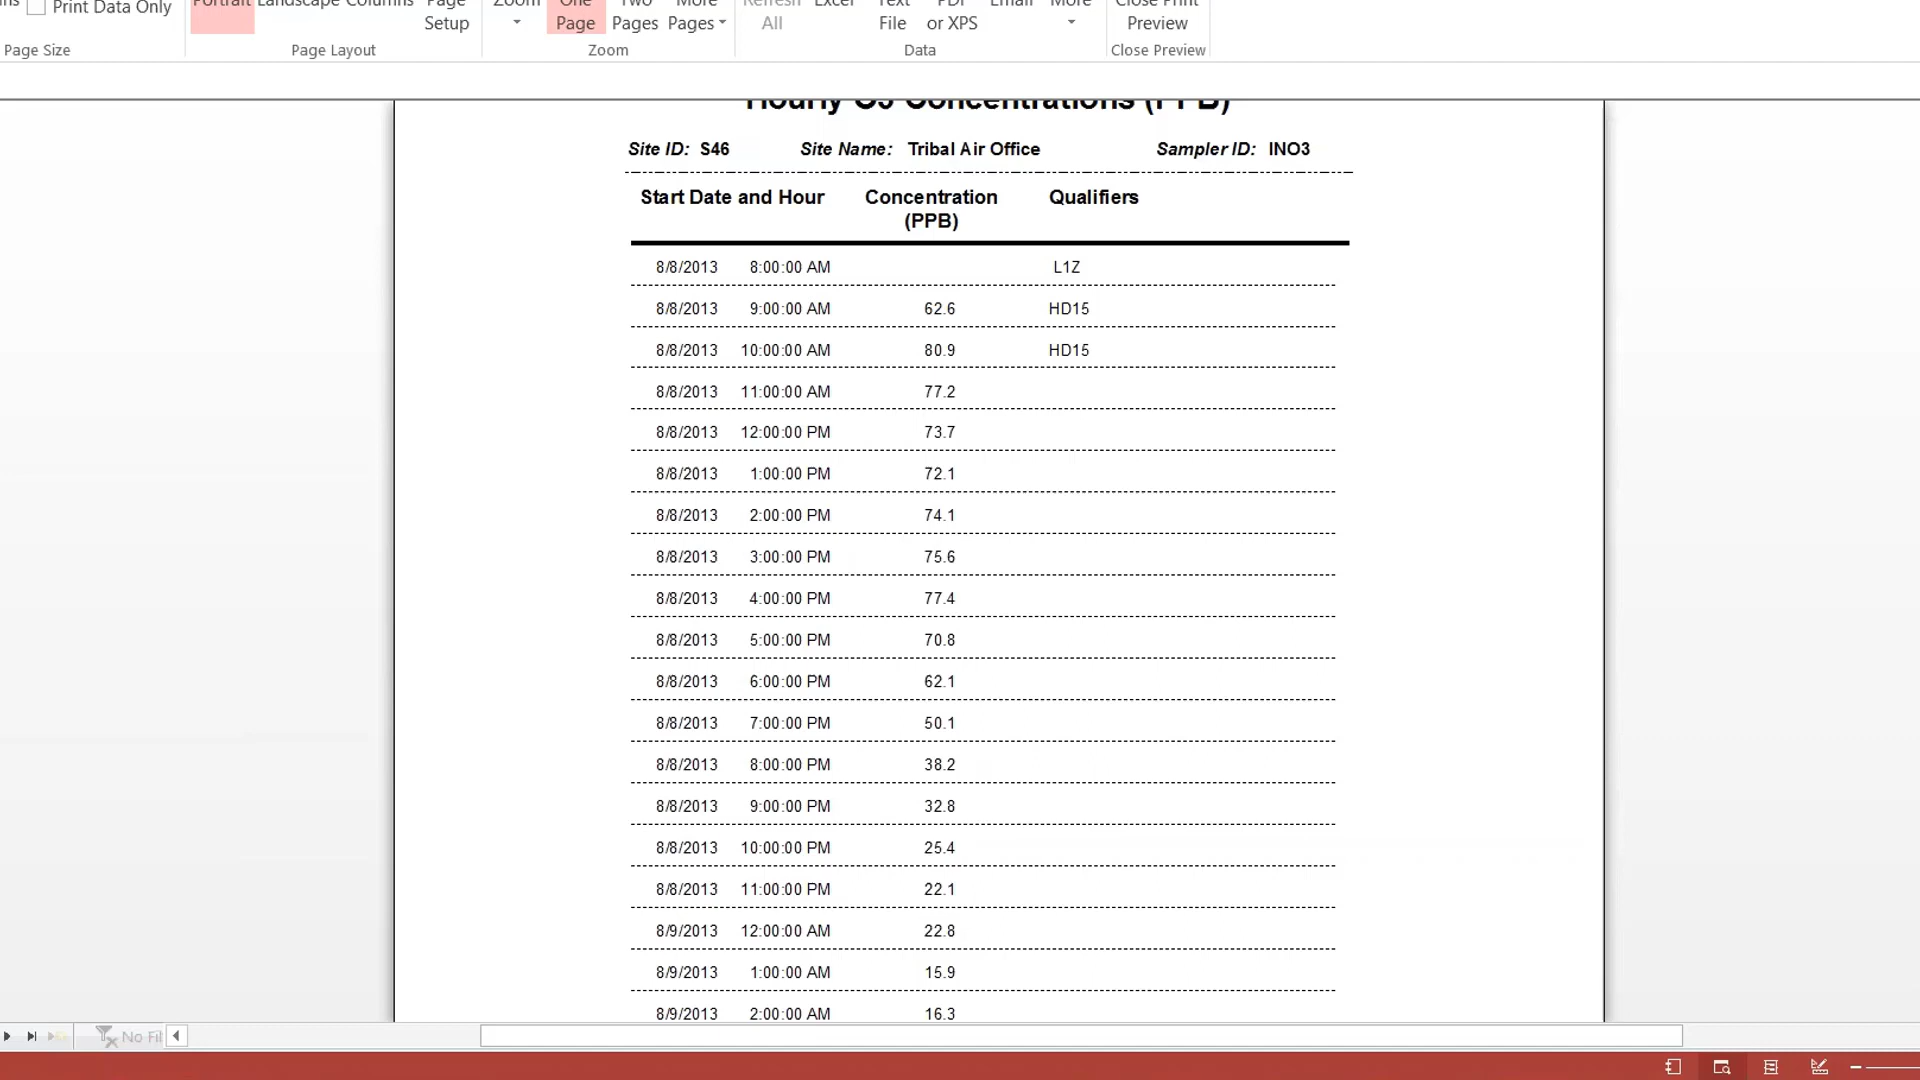 Print Data Only
Portrait Landscape Columns Page Setup
Zoom One Page Two Pages More Pages
Refresh All Excel Text File PDF or XPS Email More
Close Print Preview
Page Size Page Layout Zoom Data Close Preview
Hourly O3 Concentrations (PPB)
Site ID: S46 Site Name: Tribal Air Office Sampler ID: INO3
Start Date and Hour Concentration (PPB) Qualifiers
8/8/2013 8:00:00 AM L1Z
8/8/2013 9:00:00 AM 62.6 HD15
8/8/2013 10:00:00 AM 80.9 HD15
8/8/2013 11:00:00 AM 77.2
8/8/2013 12:00:00 PM 73.7
8/8/2013 1:00:00 PM 72.1
8/8/2013 2:00:00 PM 74.1
8/8/2013 3:00:00 PM 75.6
8/8/2013 4:00:00 PM 77.4
8/8/2013 5:00:00 PM 70.8
8/8/2013 6:00:00 PM 62.1
8/8/2013 7:00:00 PM 50.1
8/8/2013 8:00:00 PM 38.2
8/8/2013 9:00:00 PM 32.8
8/8/2013 10:00:00 PM 25.4
8/8/2013 11:00:00 PM 22.1
8/9/2013 12:00:00 AM 22.8
8/9/2013 1:00:00 AM 15.9
8/9/2013 2:00:00 AM 16.3
No Fil